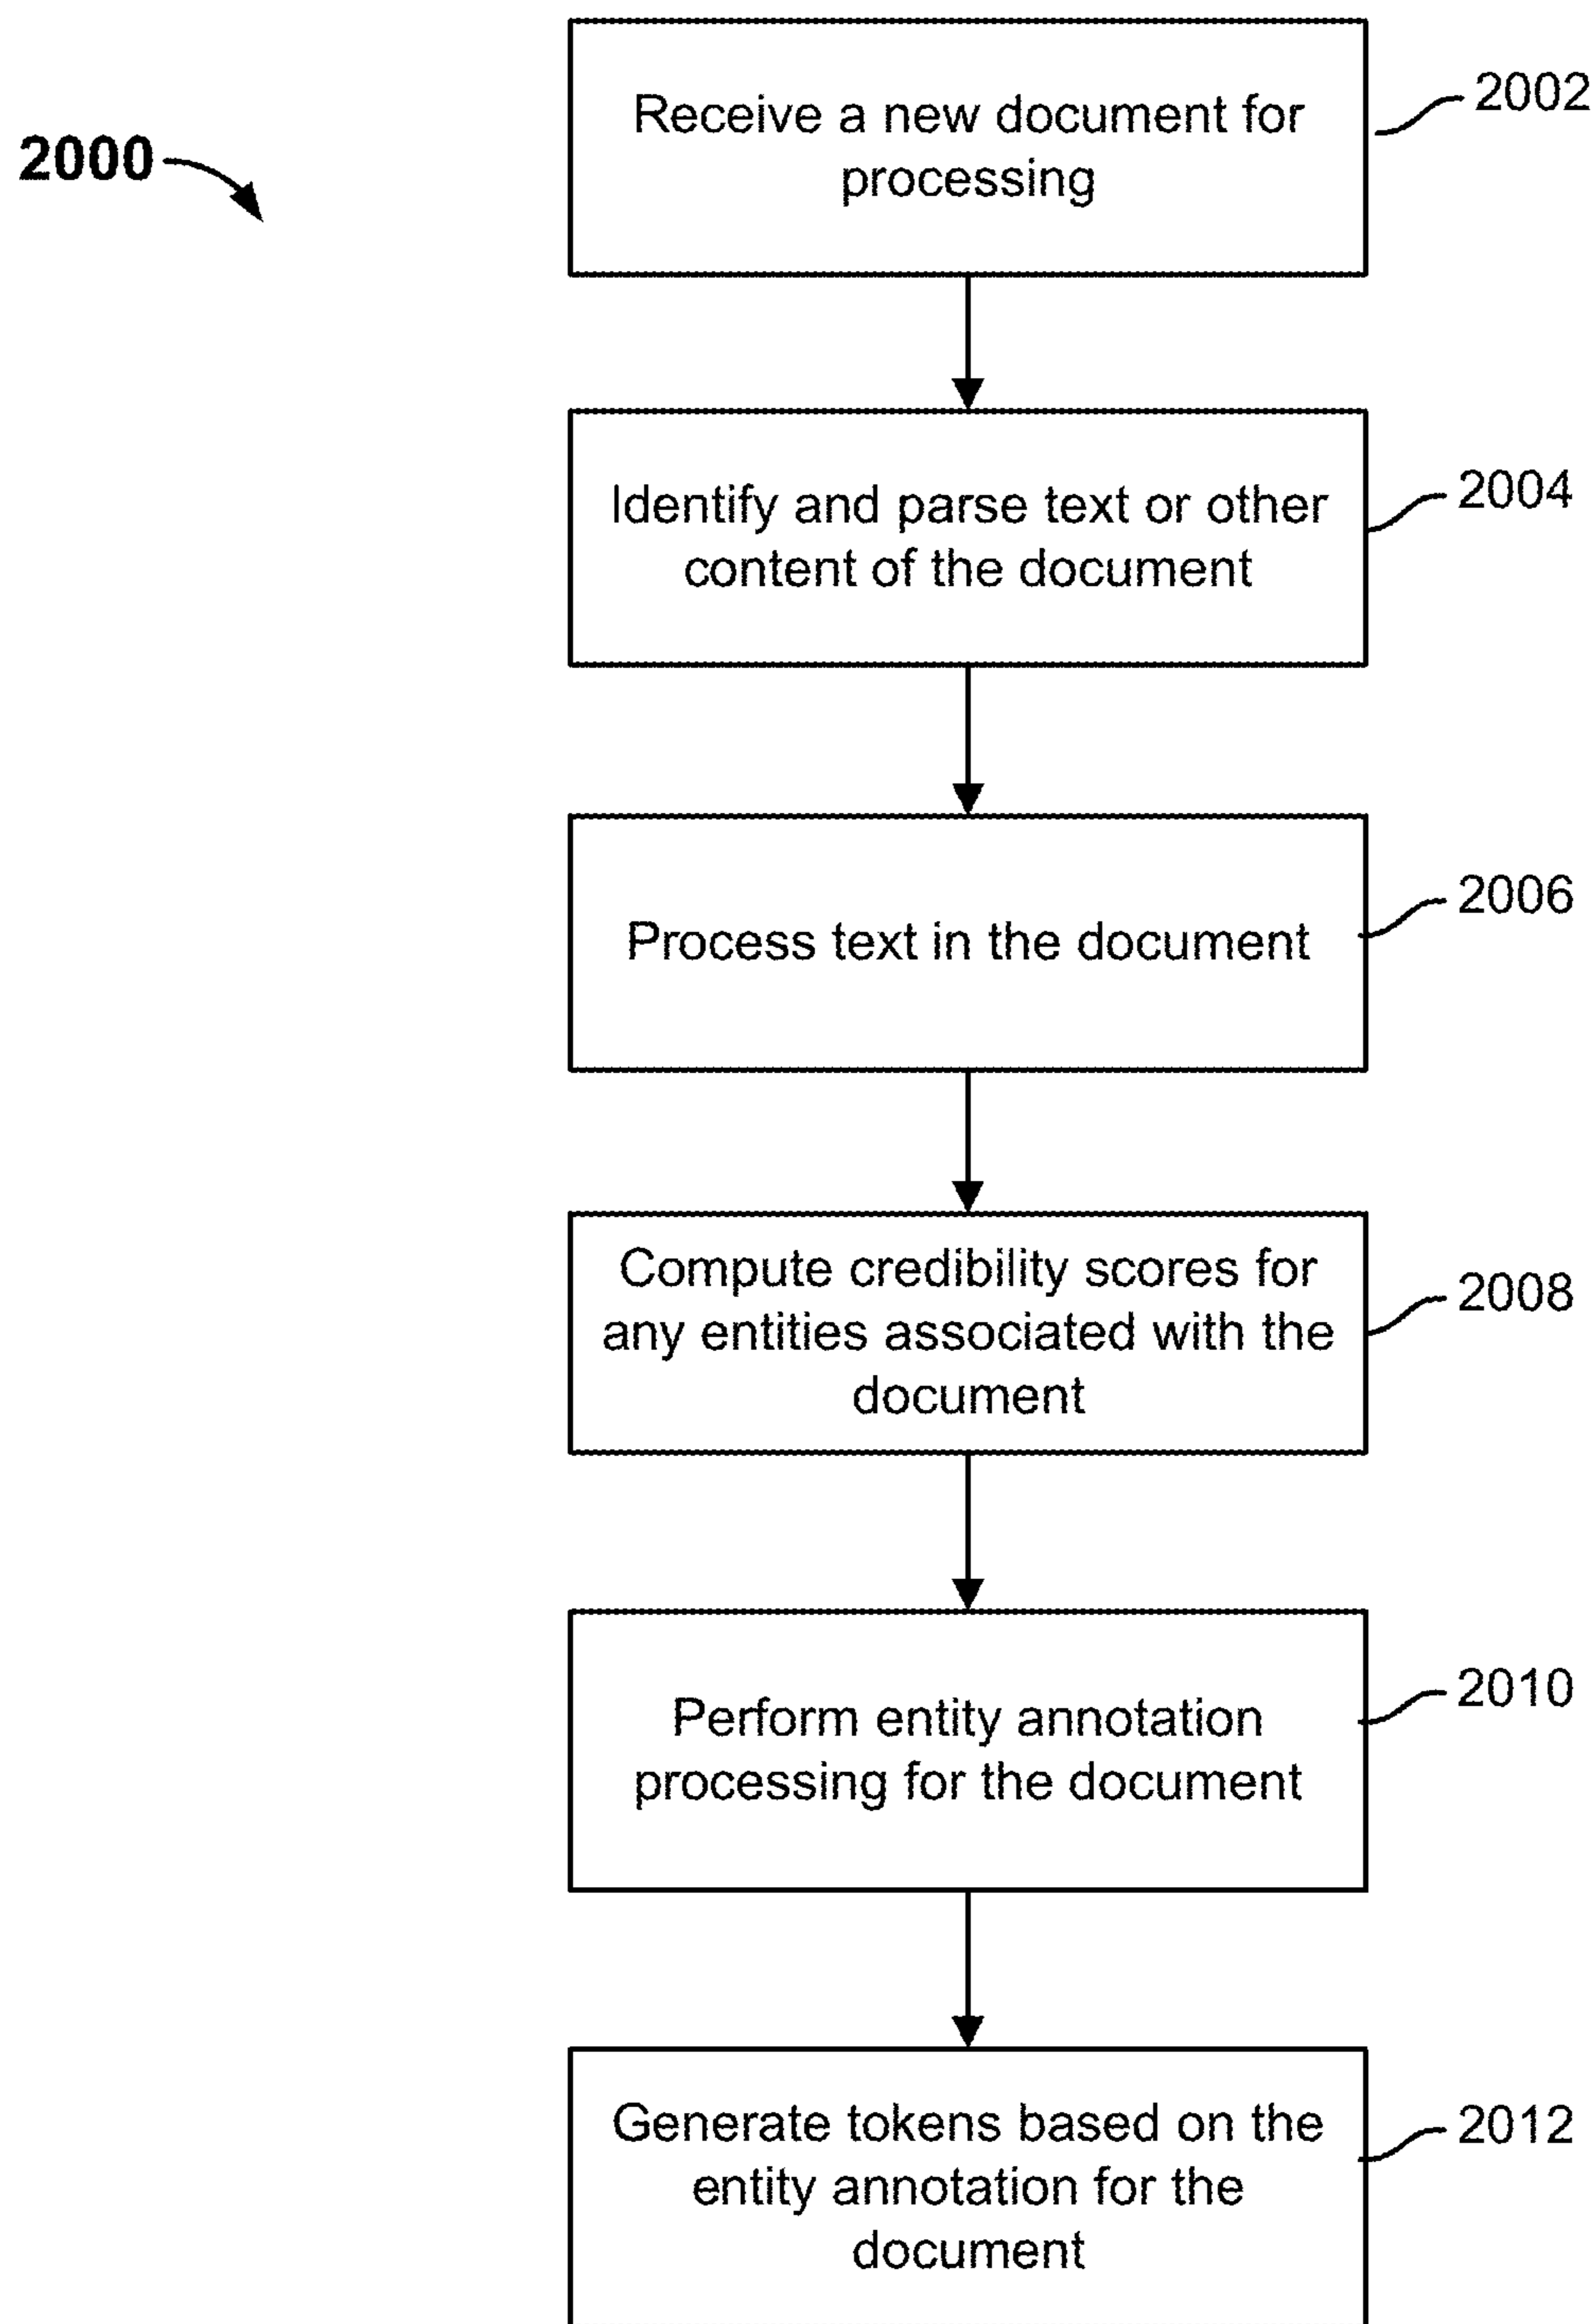 2000
Receive a new document for
processing
2002
Identify and parse text or other
content of the document
2004
Process text in the document
2006
Compute credibility scores for
any entities associated with the
document
2008
Perform entity annotation
processing for the document
2010
Generate tokens based on the
entity annotation for the
document
2012